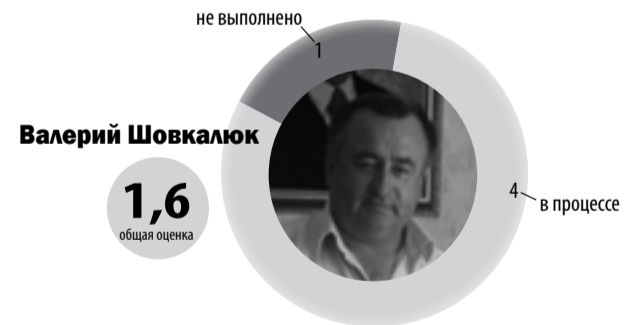 не выполнено
1
Валерий Шовкалюк
1,6
общая оценка
4
в процессе